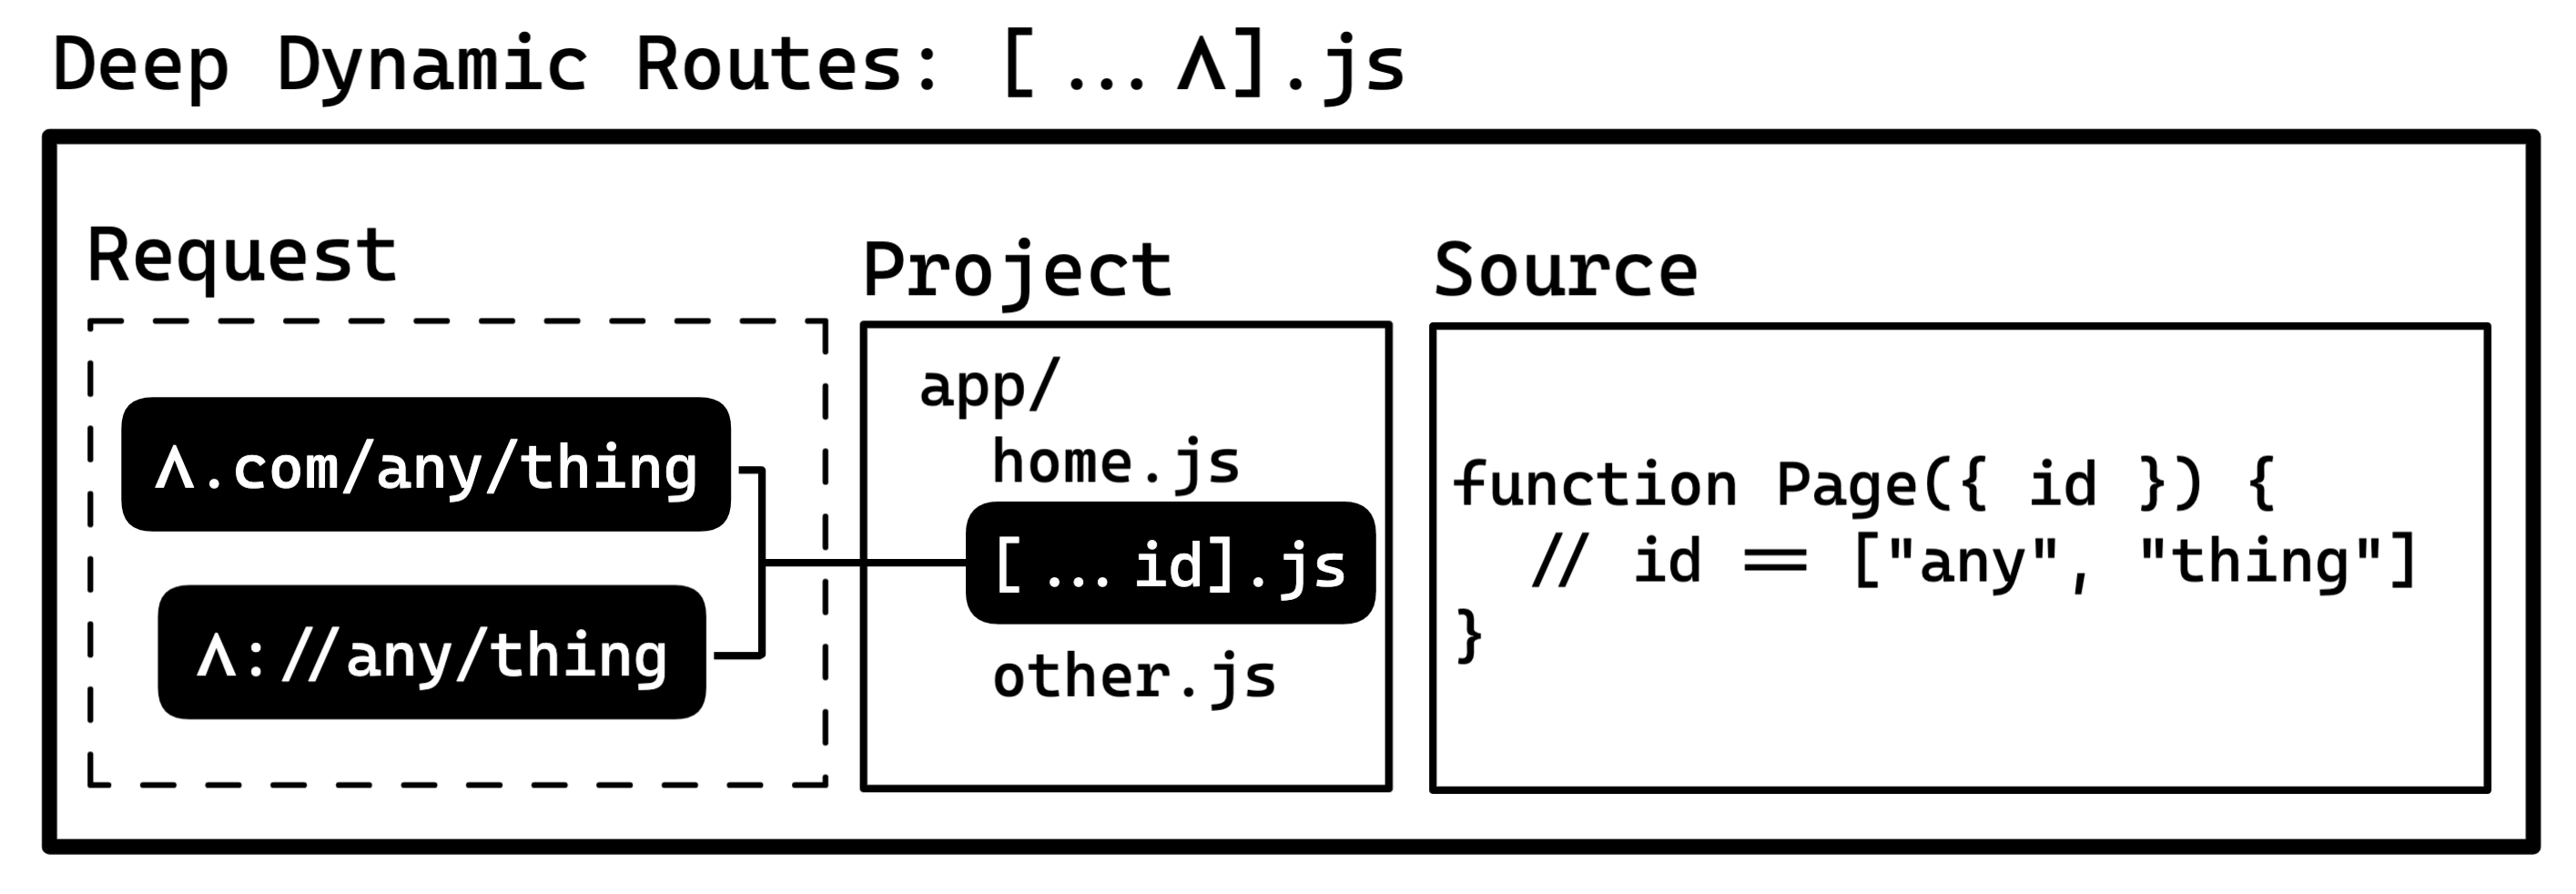 Deep Dynamic Routes: [...Λ].js
Request
Λ.com/any/thing
Λ://any/thing
Project
app/
home.js
[...id].js
other.js
Source
function Page({ id }) {
// id == ["any", "thing"]
}